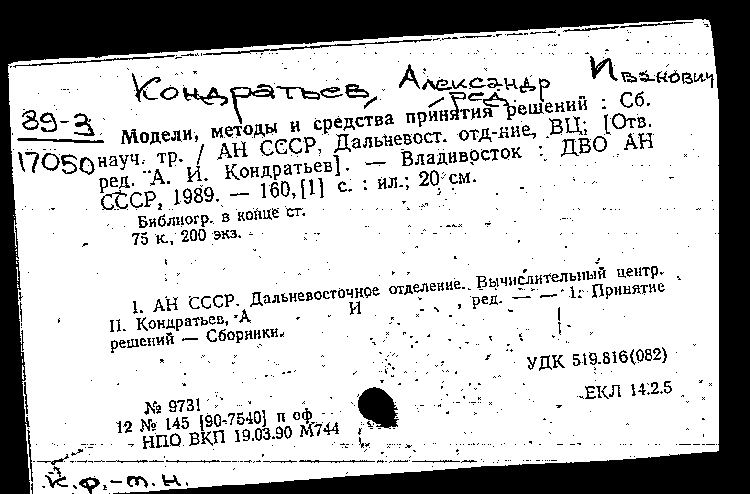 Кондратьев, Александр Иванович
, ред.
89-3
17050
Модели, методы и средства принятия решений : Сб.
науч. тр. / АН СССР, Дальневост. отд-ние, ВЦ; [Отв.
ред. А. И. Кондратьев]. — Владивосток : ДВО АН
СССР, 1989. — 160,[1] с. : ил.; 20 см.
Библиогр. в конце ст.
75 к., 200 экз.
I. АН СССР. Дальневосточное отделение. Вычислительный центр.
II. Кондратьев, А И , ред. — — 1. Принятие
решений — Сборники.
УДК 519.816(082)
ЕКЛ 14.2.5
№ 9731
12 № 145 [90-7540] п оф
НПО ВКП 19.03.90 М744
к.ф.-м.н.